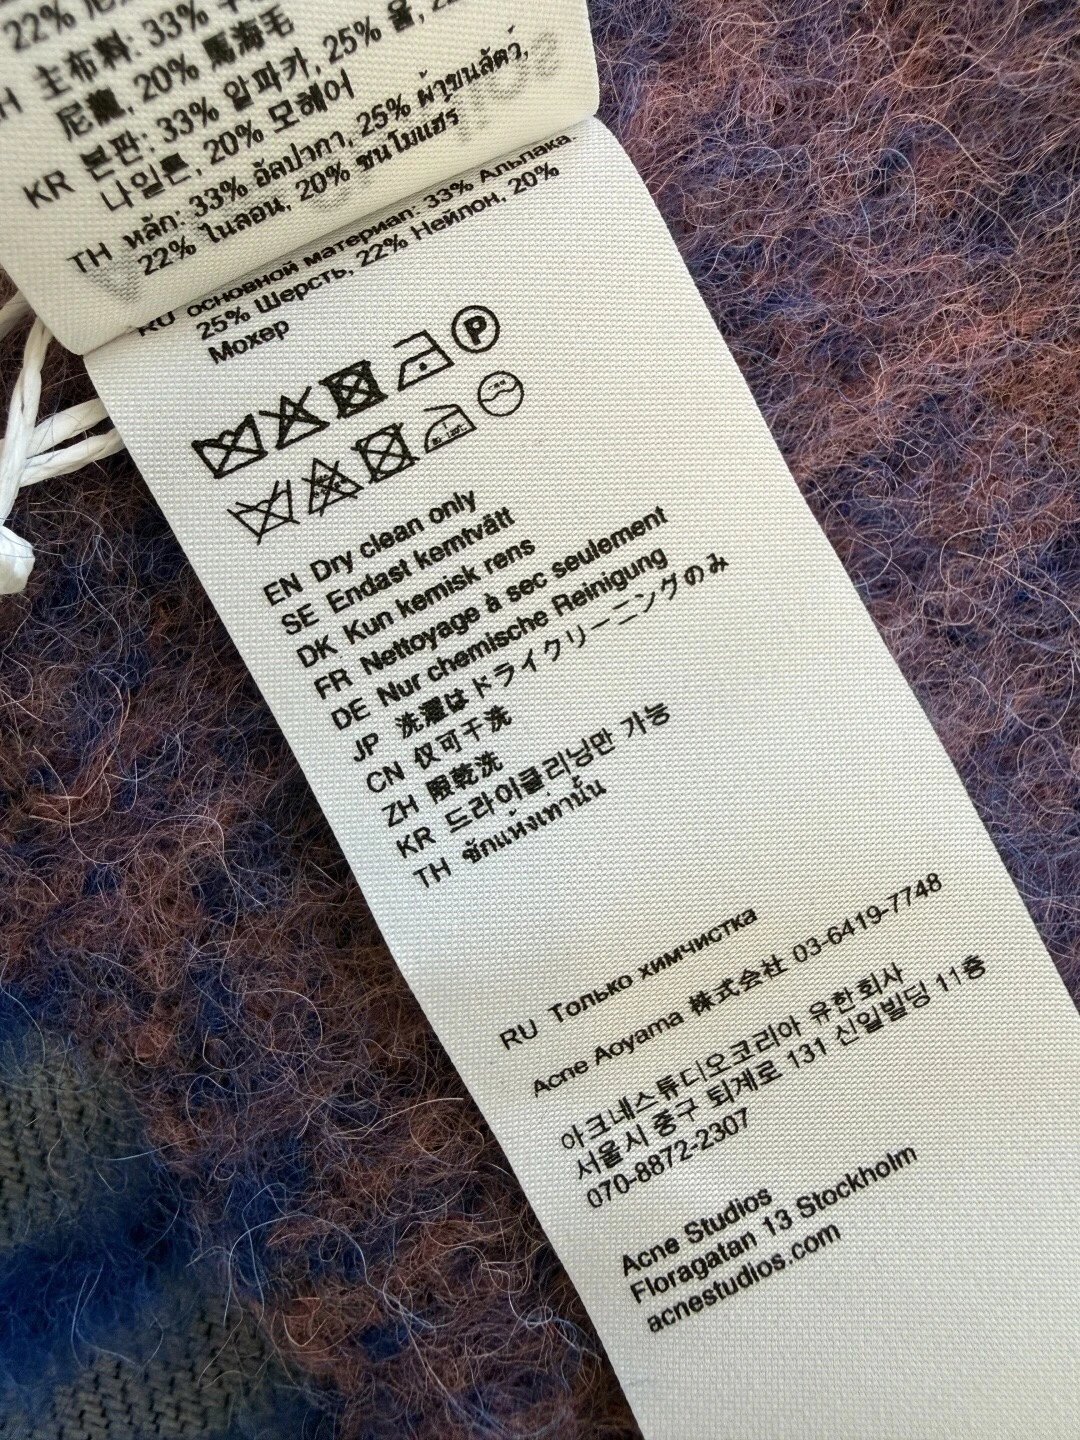 22%
主布料: 33%
尼龍, 20% 馬海毛
KR 본판: 33% 알파카, 25% 울, 22%
나일론, 20% 모헤어
TH หลัก: 33% อัลปากา, 25% ผ้าขนสัตว์,
22% ไนลอน, 20% ขนโมแฮร์
RU основной материал: 33% Альпака,
25% Шерсть, 22% Нейлон, 20%
Мохер
P
EN Dry clean only
SE Endast kemtvätt
DK Kun kemisk rens
FR Nettoyage à sec seulement
DE Nur chemische Reinigung
JP 洗濯はドライクリーニングのみ
CN 仅可干洗
ZH 限乾洗
KR 드라이클리닝만 가능
TH ซักแห้งเท่านั้น
RU Только химчистка
Acne Aoyama 株式会社 03-6419-7748
아크네스튜디오코리아 유한회사
서울시 중구 퇴계로 131 신일빌딩 11층
070-8872-2307
Acne Studios
Floragatan 13 Stockholm
acnestudios.com